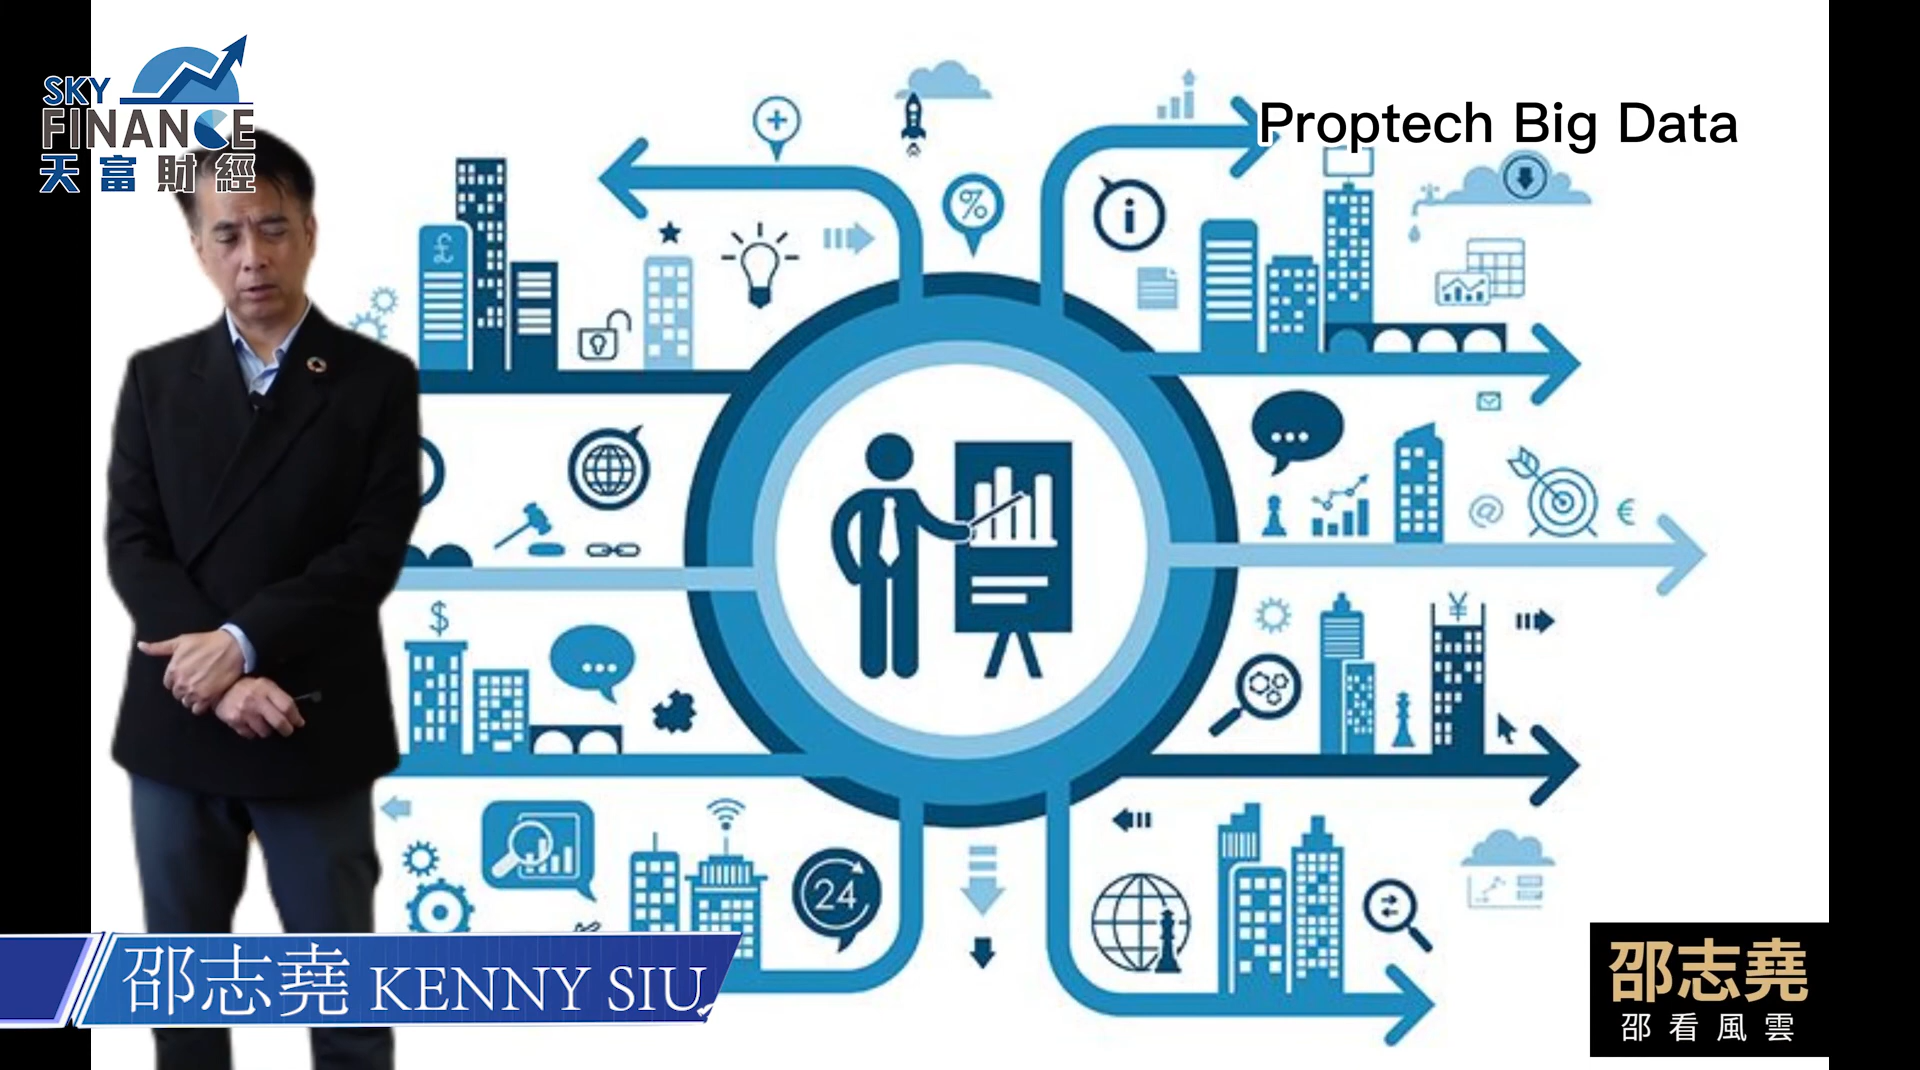 SKY
FINANCE
天富財經
Proptech Big Data
£
%
i
@
€
$
¥
24
邵志堯 KENNY SIU
邵志堯
邵看風雲